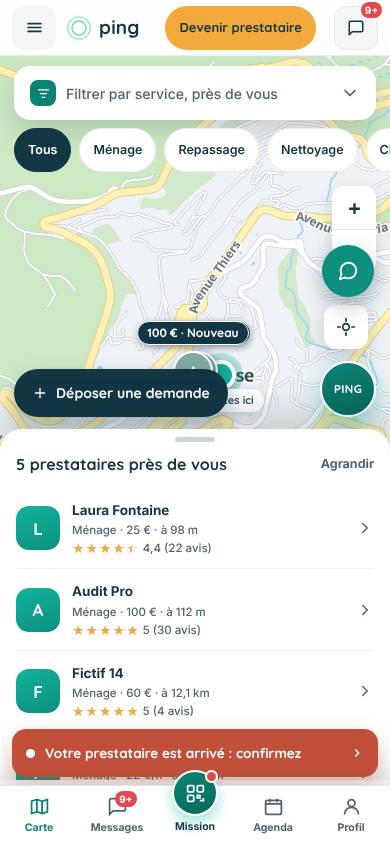 ping
Devenir prestataire
9+
Filtrer par service, près de vous
Tous
Ménage
Repassage
Nettoyage
+
Avenue Thiers
100 € · Nouveau
se
Déposer une demande
ici
PING
5 prestataires près de vous
Agrandir
L
Laura Fontaine
Ménage · 25 € · à 98 m
★★★★★ 4,4 (22 avis)
A
Audit Pro
Ménage · 100 € · à 112 m
★★★★★ 5 (30 avis)
F
Fictif 14
Ménage · 60 € · à 12,1 km
★★★★★ 5 (4 avis)
Votre prestataire est arrivé : confirmez
9+
Carte
Messages
Mission
Agenda
Profil